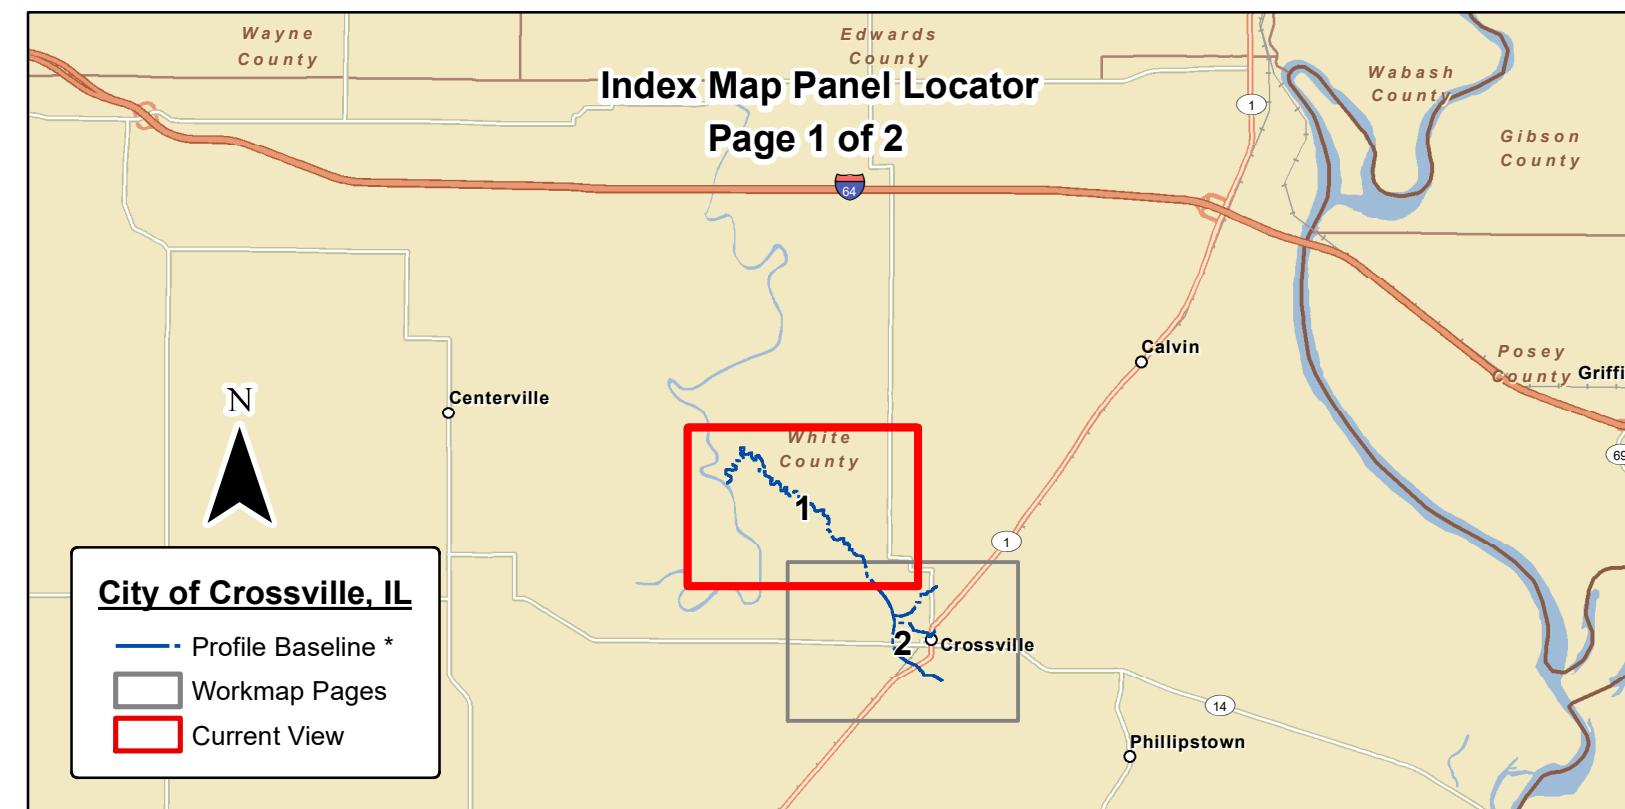 Wayne
County
Edwards
County
Index Map Panel Locator
Page 1 of 2
Wabash
County
1
Gibson
County
64
Calvin
Posey
County
Griffi
Centerville
N
69
White
County
1
1
2
Crossville
14
Phillipstown
City of Crossville, IL
Profile Baseline *
Workmap Pages
Current View